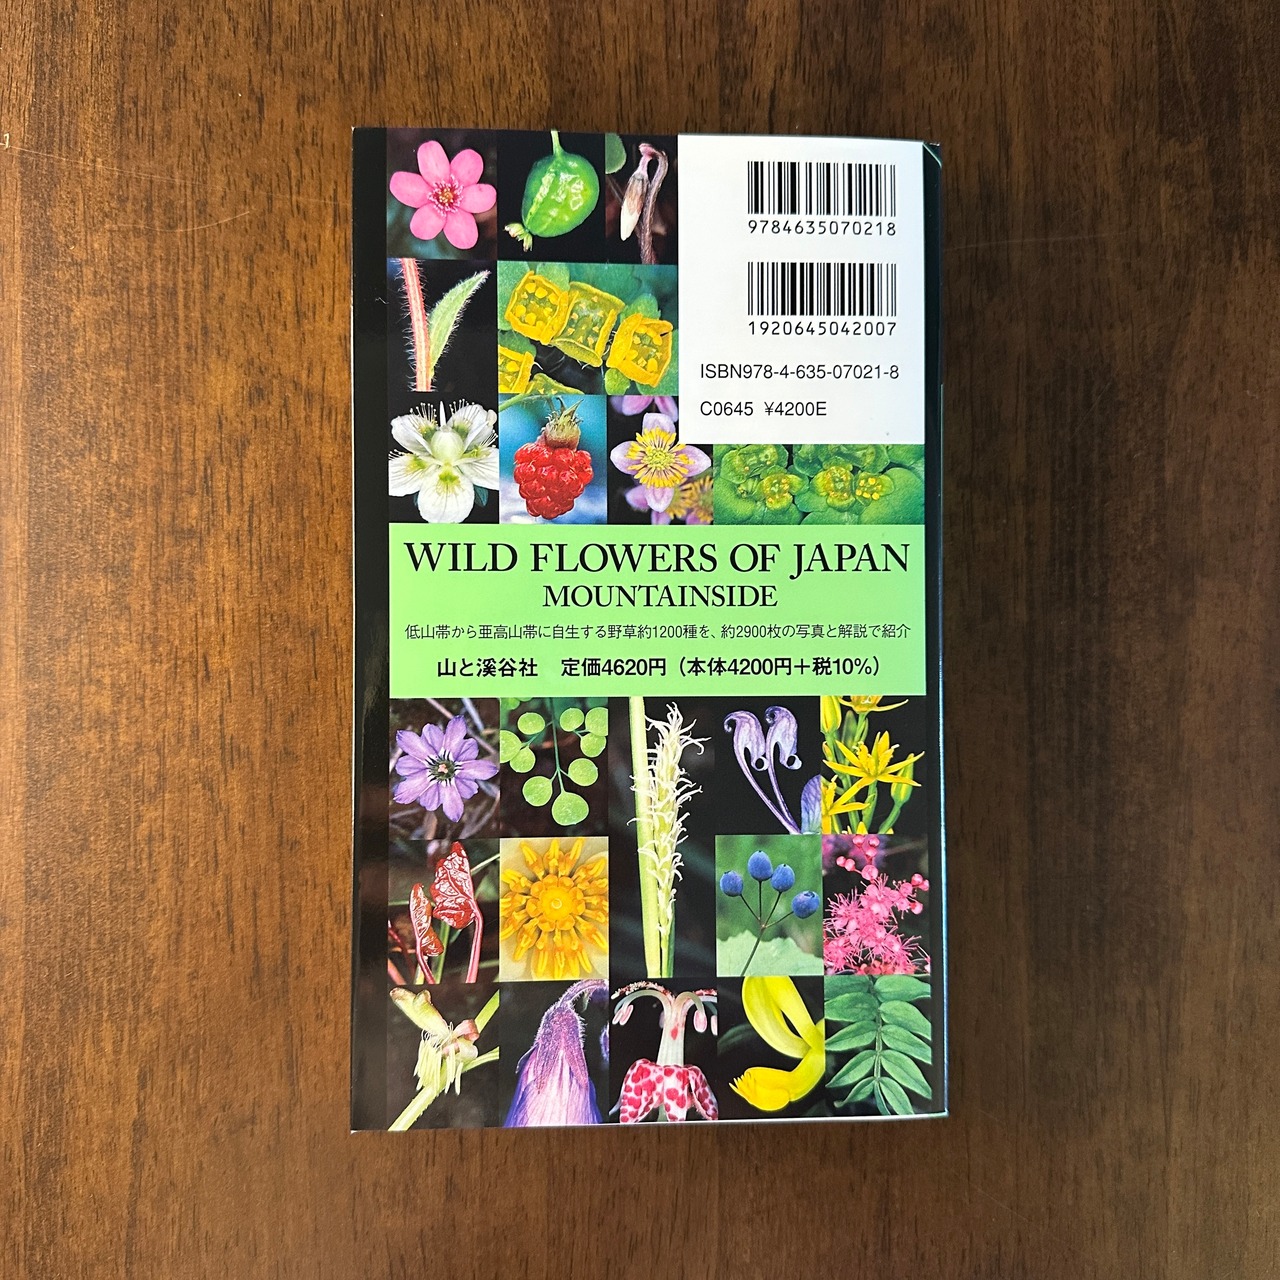 9784635070218
1920645042007
ISBN978-4-635-07021-8
C0645 ¥4200E
WILD FLOWERS OF JAPAN
MOUNTAINSIDE
低山帯から亜高山帯に自生する野草約1200種を、約2900枚の写真と解説で紹介
山と溪谷社 定価4620円（本体4200円＋税10%）